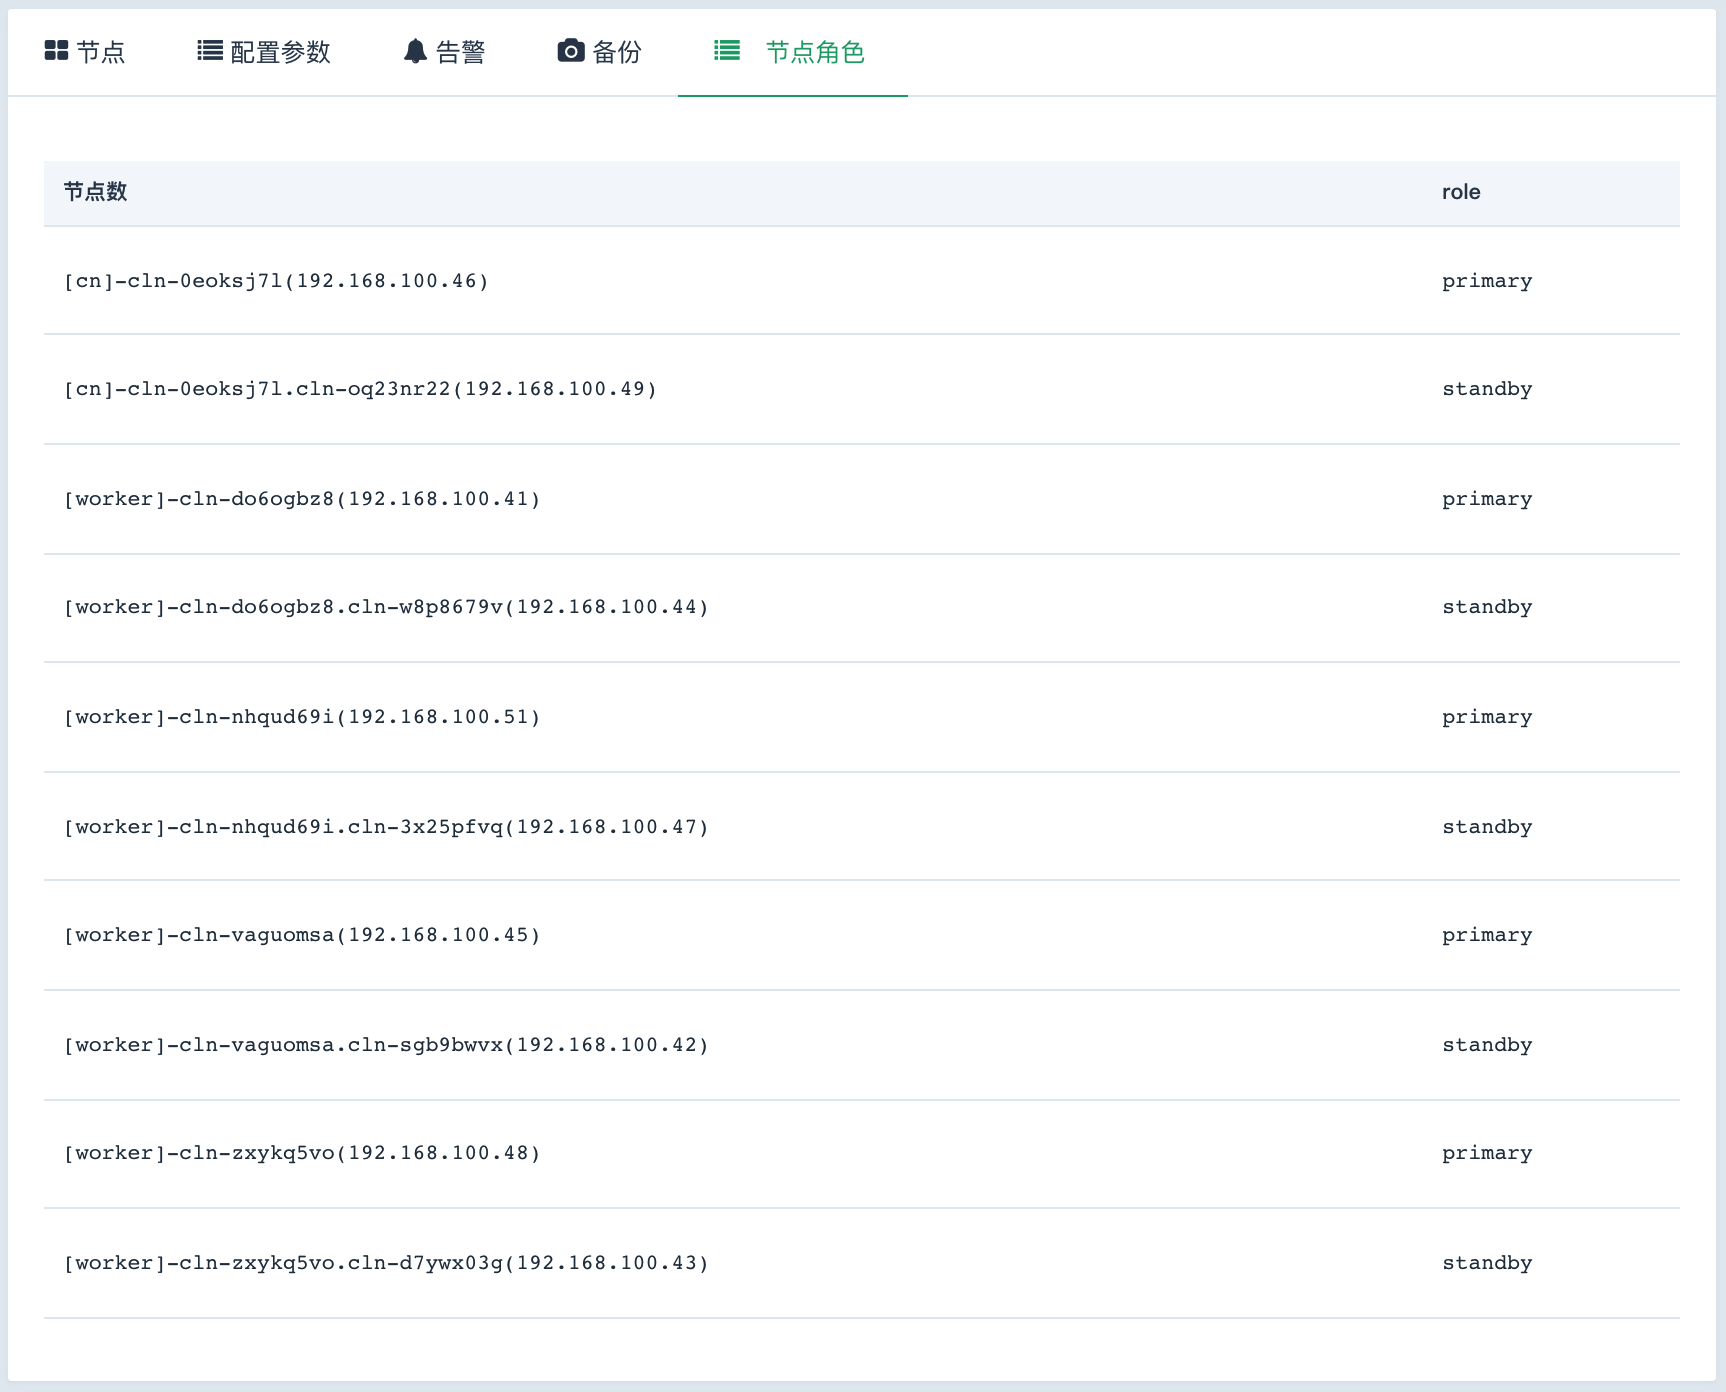 节点 配置参数 告警 备份 节点角色
节点数 role
[cn]-cln-0eoksj7l(192.168.100.46) primary
[cn]-cln-0eoksj7l.cln-oq23nr22(192.168.100.49) standby
[worker]-cln-do6ogbz8(192.168.100.41) primary
[worker]-cln-do6ogbz8.cln-w8p8679v(192.168.100.44) standby
[worker]-cln-nhqud69i(192.168.100.51) primary
[worker]-cln-nhqud69i.cln-3x25pfvq(192.168.100.47) standby
[worker]-cln-vaguomsa(192.168.100.45) primary
[worker]-cln-vaguomsa.cln-sgb9bwvx(192.168.100.42) standby
[worker]-cln-zxykq5vo(192.168.100.48) primary
[worker]-cln-zxykq5vo.cln-d7ywx03g(192.168.100.43) standby